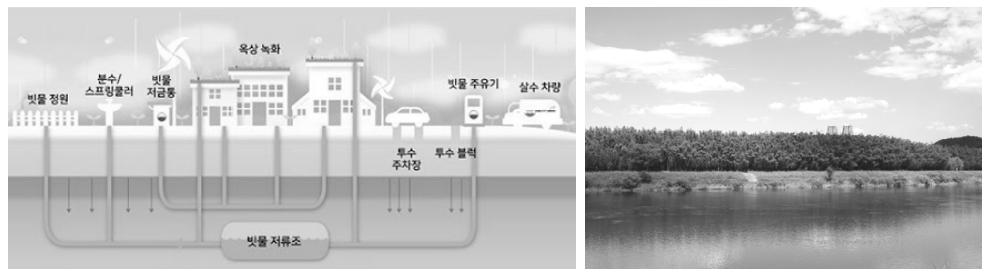 옥상 녹화
빗물 정원
분수/
스프링쿨러
빗물
저금통
빗물 주유기
살수 차량
투수
주차장
투수 블럭
빗물 저류조